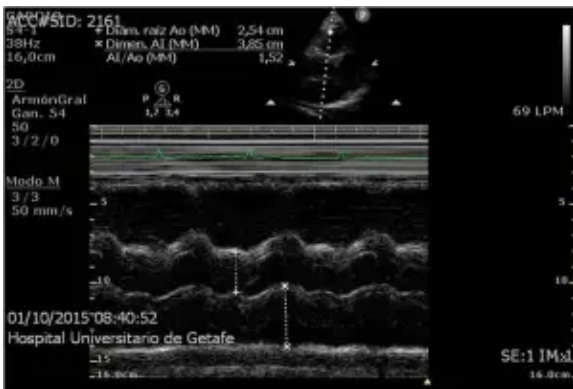 CARDIO
ACC#SID: 2161
S4-1
38Hz
16,0cm
+ Diám. raíz Ao (MM) 2,54 cm
× Dimen. AI (MM) 3,85 cm
AI/Ao (MM) 1,52
P
2D
ArmónGral
Gan. 54
50
3/2/0
G
P R
1,7 3,4
69 LPM
Modo M
3/3
50 mm/s
5
5
10
10
01/10/2015 08:40:52
Hospital Universitario de Getafe
15
SE:1 IMx1
16.0cm
16.0cm